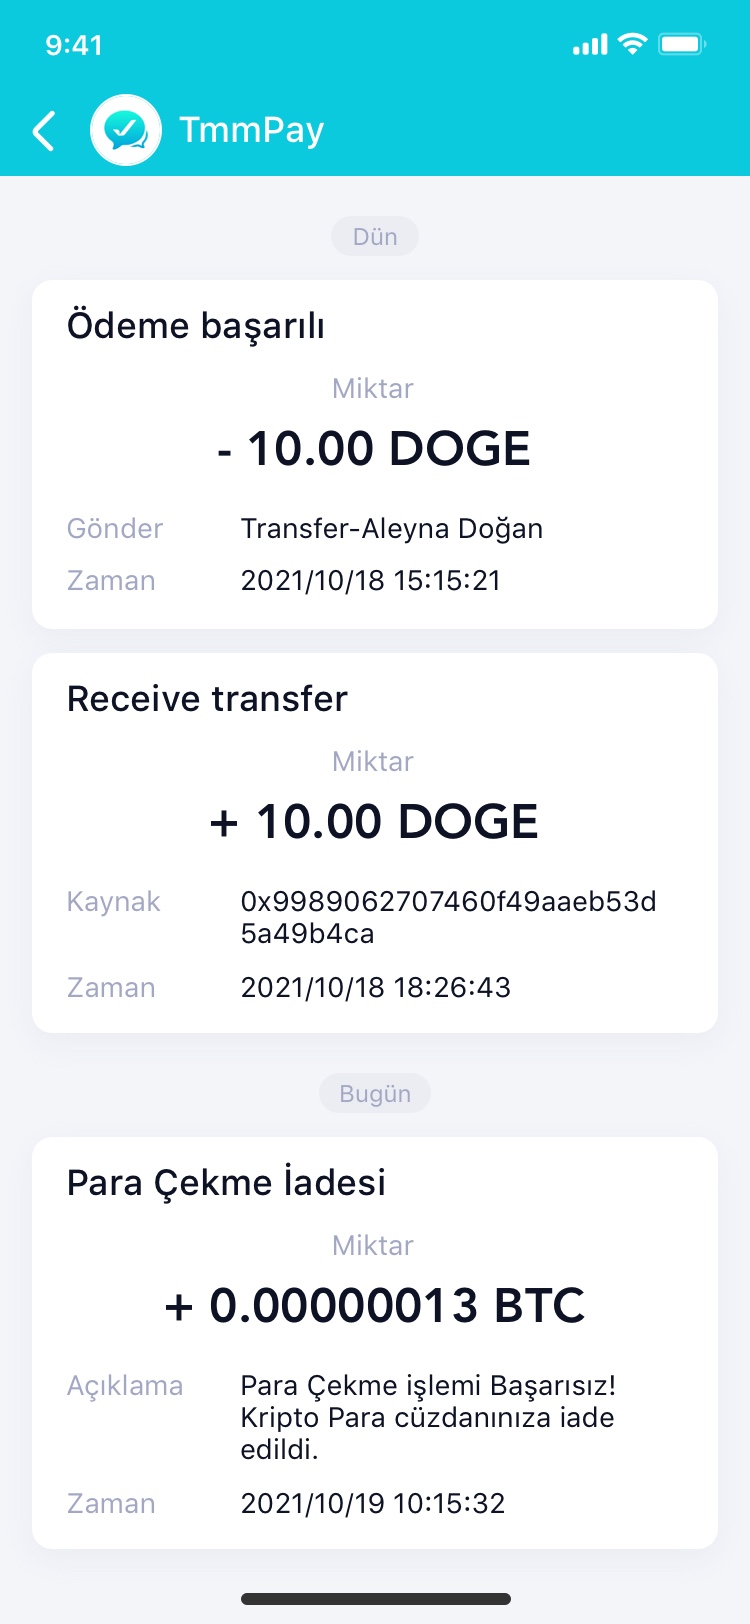 9:41
TmmPay
Dün
Ödeme başarılı
Miktar
- 10.00 DOGE
Gönder Transfer-Aleyna Doğan
Zaman 2021/10/18 15:15:21
Receive transfer
Miktar
+ 10.00 DOGE
Kaynak 0x9989062707460f49aaeb53d
5a49b4ca
Zaman 2021/10/18 18:26:43
Bugün
Para Çekme İadesi
Miktar
+ 0.00000013 BTC
Açıklama Para Çekme işlemi Başarısız!
Kripto Para cüzdanınıza iade
edildi.
Zaman 2021/10/19 10:15:32